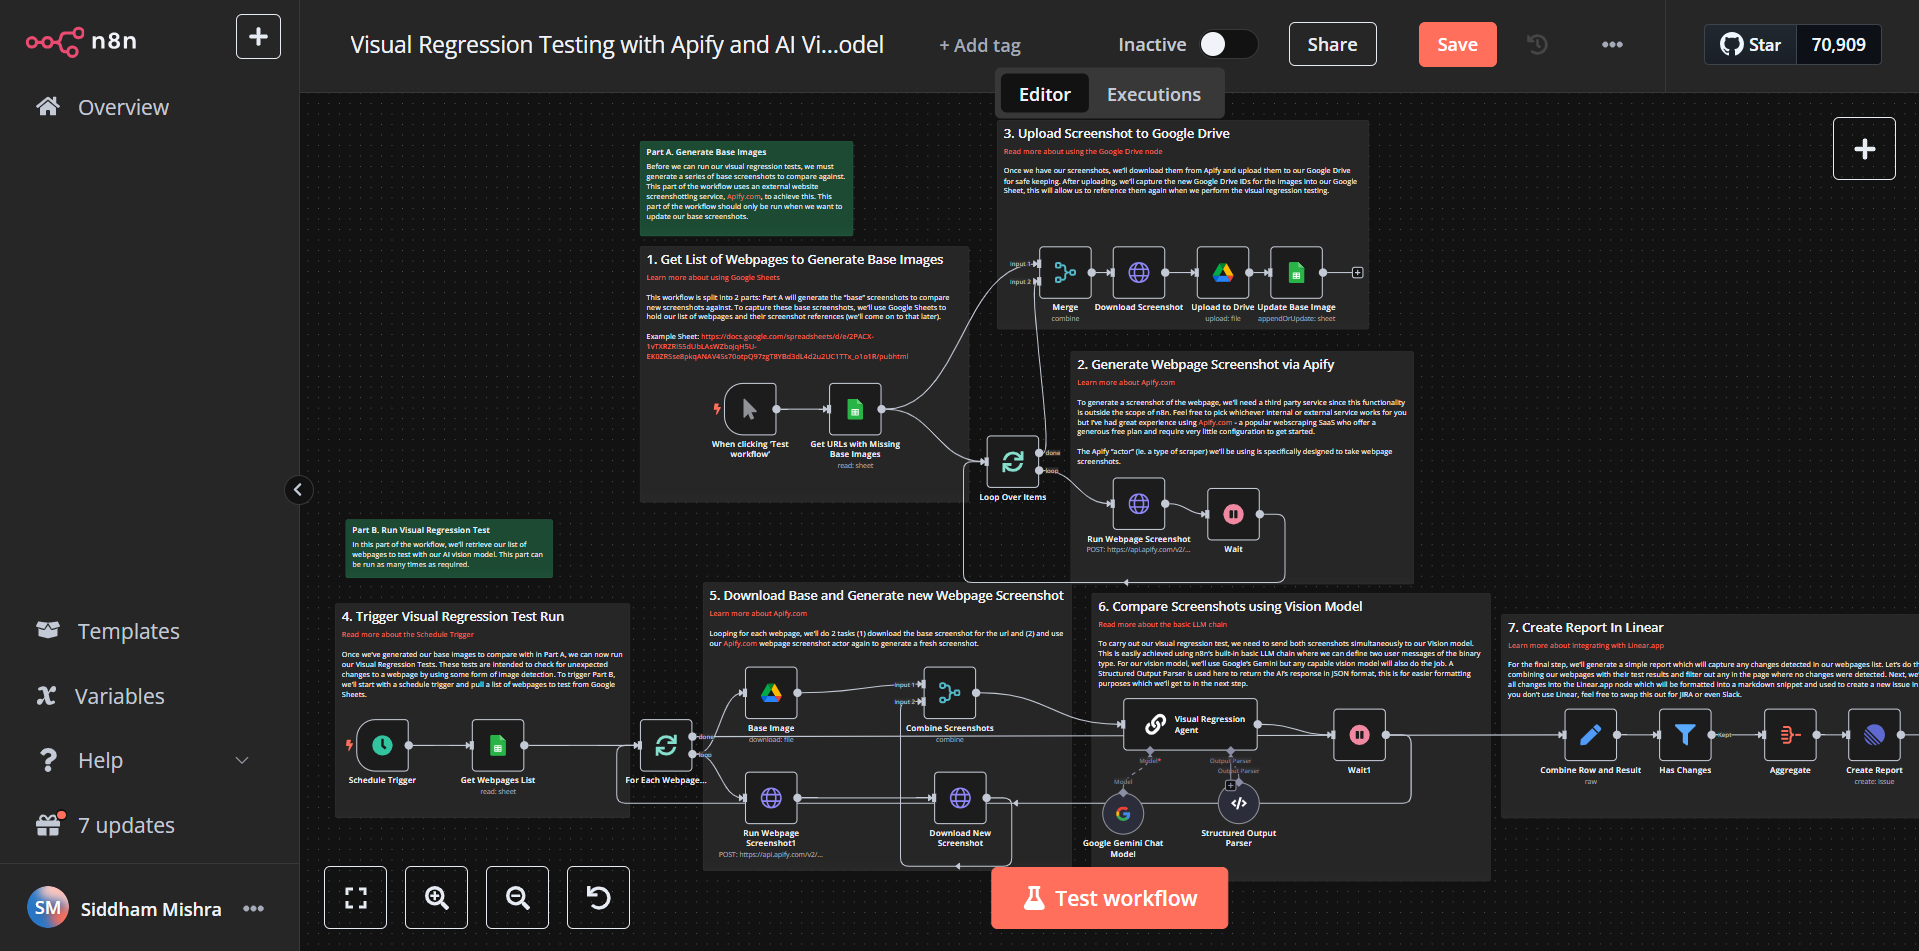 n8n
Overview
Templates
Variables
Help
7 updates
SM
Siddham Mishra
Visual Regression Testing with Apify and AI Vi...odel
+ Add tag
Inactive
Share
Save
Star
70,909
Editor
Executions
Part A. Generate Base Images
Before we can run our visual regression tests, we must
generate a series of base screenshots to compare against.
This part of the workflow uses an external website
screenshotting service, Apify.com, to achieve this. This
part of the workflow should only be run when we want to
update our base screenshots.
3. Upload Screenshot to Google Drive
Read more about using the Google Drive node
Once we have our screenshots, we'll download them from Apify and upload them to our Google Drive
for safe keeping. After uploading, we'll capture the new Google Drive IDs for the images into our Google
Sheet, this will allow us to reference them again when we perform the visual regression testing.
Input 1
Input 2
Merge
combine
Download Screenshot
Upload to Drive
upload: file
Update Base Image
appendOrUpdate: sheet
1. Get List of Webpages to Generate Base Images
Learn more about using Google Sheets
This workflow is split into 2 parts: Part A will generate the "base" screenshots to compare
new screenshots against. To capture these base screenshots, we'll use Google Sheets to
hold our list of webpages and their screenshot references (we'll come on to that later).
Example Sheet: https://docs.google.com/spreadsheets/d/e/2PACX-
When clicking 'Test
workflow'
Get URLs with Missing
Base Images
read: sheet
Loop Over Items
done
loop
2. Generate Webpage Screenshot via Apify
Learn more about Apify.com
To generate a screenshot of the webpage, we'll need a third party service since this functionality
is outside the scope of n8n. Feel free to pick whichever internal or external service works for you
but I've had great experience using Apify.com - a popular webscraping SaaS who offer a
generous free plan and require very little configuration to get started.
The Apify "actor" (ie. a type of scraper) we'll be using is specifically designed to take webpage
screenshots.
Run Webpage Screenshot
POST: https://api.apify.com/v2/...
Wait
Part B. Run Visual Regression Test
In this part of the workflow, we'll retrieve our list of
webpages to test with our AI vision model. This part can
be run as many times as required.
4. Trigger Visual Regression Test Run
Read more about the Schedule Trigger
Once we've generated our base images to compare with in Part A, we can now run
our Visual Regression Tests. These tests are intended to check for unexpected
changes to a webpage by using some form of image detection. To trigger Part B,
we'll start with a schedule trigger and pull a list of webpages to test from Google
Sheets.
Schedule Trigger
Get Webpages List
read: sheet
For Each Webpage...
done
loop
5. Download Base and Generate new Webpage Screenshot
Learn more about Apify.com
Looping for each webpage, we'll do 2 tasks (1) download the base screenshot for the url and (2) and use
our Apify.com webpage screenshot actor again to generate a fresh screenshot.
Base Image
download: file
Input 1
Input 2
Combine Screenshots
combine
Run Webpage
Screenshot1
POST: https://api.apify.com/v2/...
Download New
Screenshot
6. Compare Screenshots using Vision Model
Read more about the basic LLM chain
To carry out our visual regression test, we need to send both screenshots simultaneously to our Vision model.
This is easily achieved using n8n's built-in basic LLM chain where we can define two user messages of the binary
type. For our vision model, we'll use Google's Gemini but any capable vision model will also do the job. A
Structured Output Parser is used here to return the AI's response in JSON format, this is for easier formatting
purposes which we'll get to in the next step.
Visual Regression
Agent
Model*
Output Parser
Output Parser
Model
Google Gemini Chat
Model
Structured Output
Parser
Wait1
7. Create Report In Linear
Learn more about integrating with Linear.app
For the final step, we'll generate a simple report which will capture any changes detected in our webpages list. Let's do th
combining our webpages with their test results and filter out any in the page where no changes were detected. Next, we'
all changes into the Linear.app node which will be formatted into a markdown snippet and used to create a new issue in
you don't use Linear, feel free to swap this out for JIRA or even Slack.
Combine Row and Result
raw
Has Changes
Kept
Aggregate
Create Report
create: issue
Test workflow